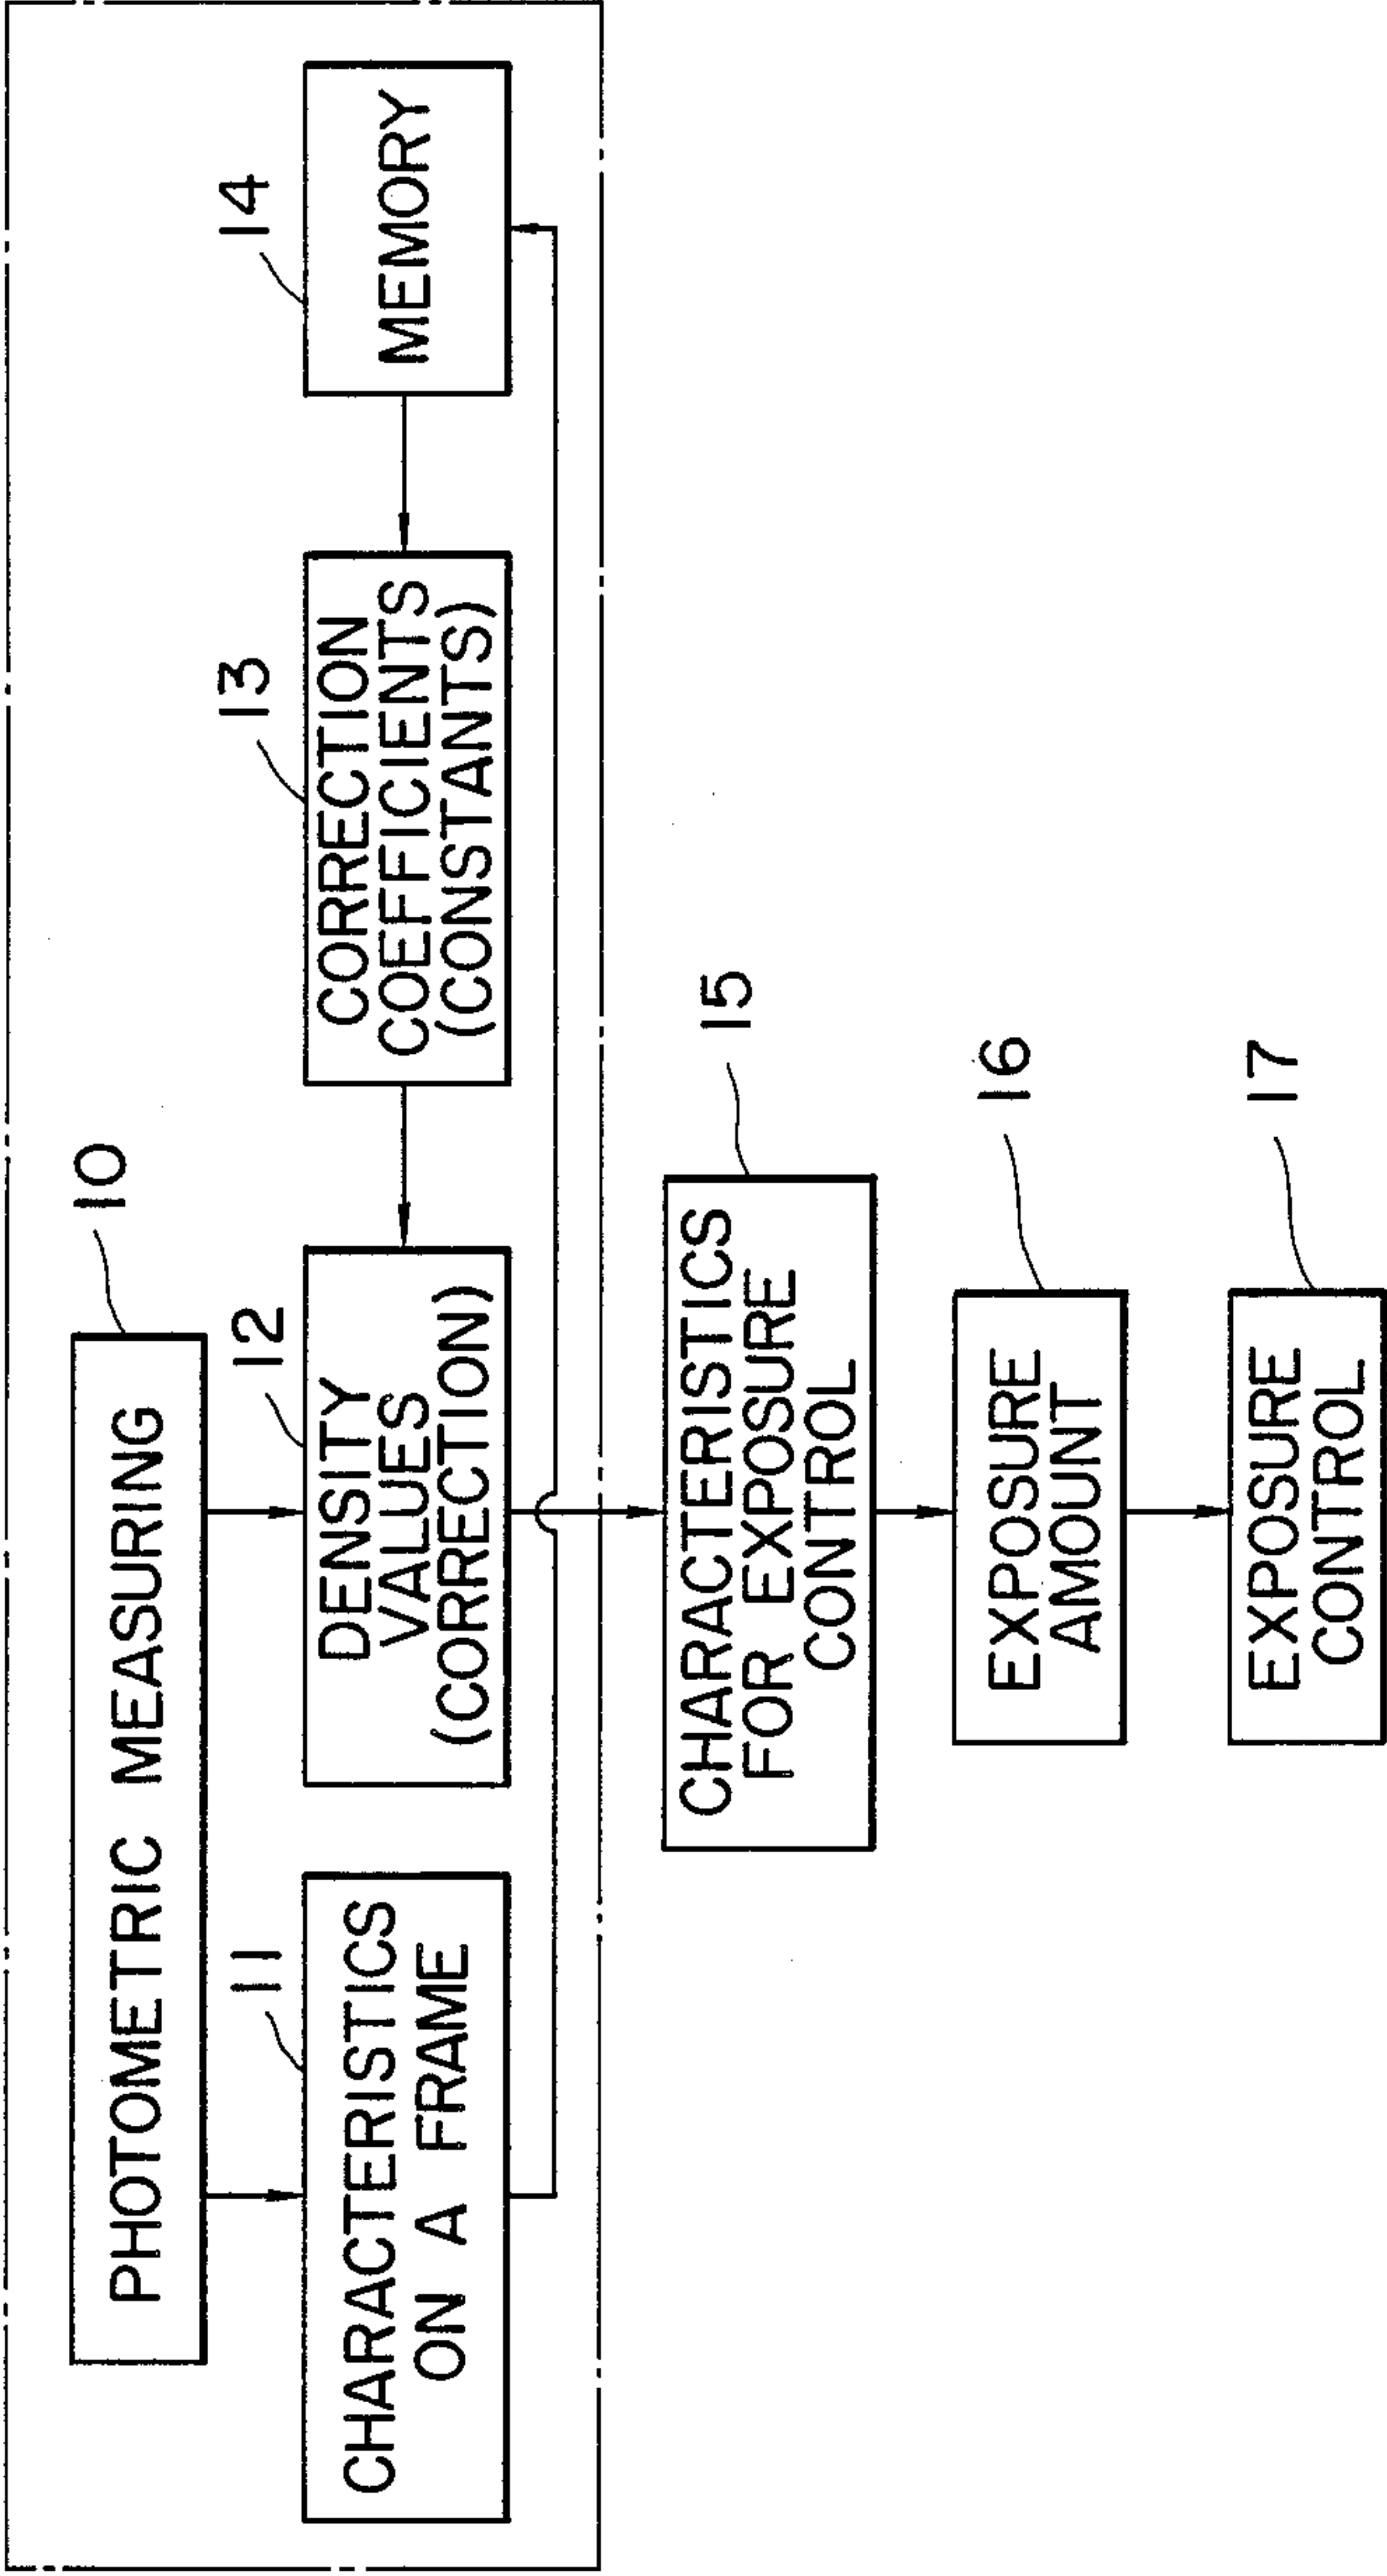 10
PHOTOMETRIC MEASURING
11
CHARACTERISTICS
ON A FRAME
12
DENSITY
VALUES
(CORRECTION)
13
CORRECTION
COEFFICIENTS
(CONSTANTS)
14
MEMORY
15
CHARACTERISTICS
FOR EXPOSURE
CONTROL
16
EXPOSURE
AMOUNT
17
EXPOSURE
CONTROL